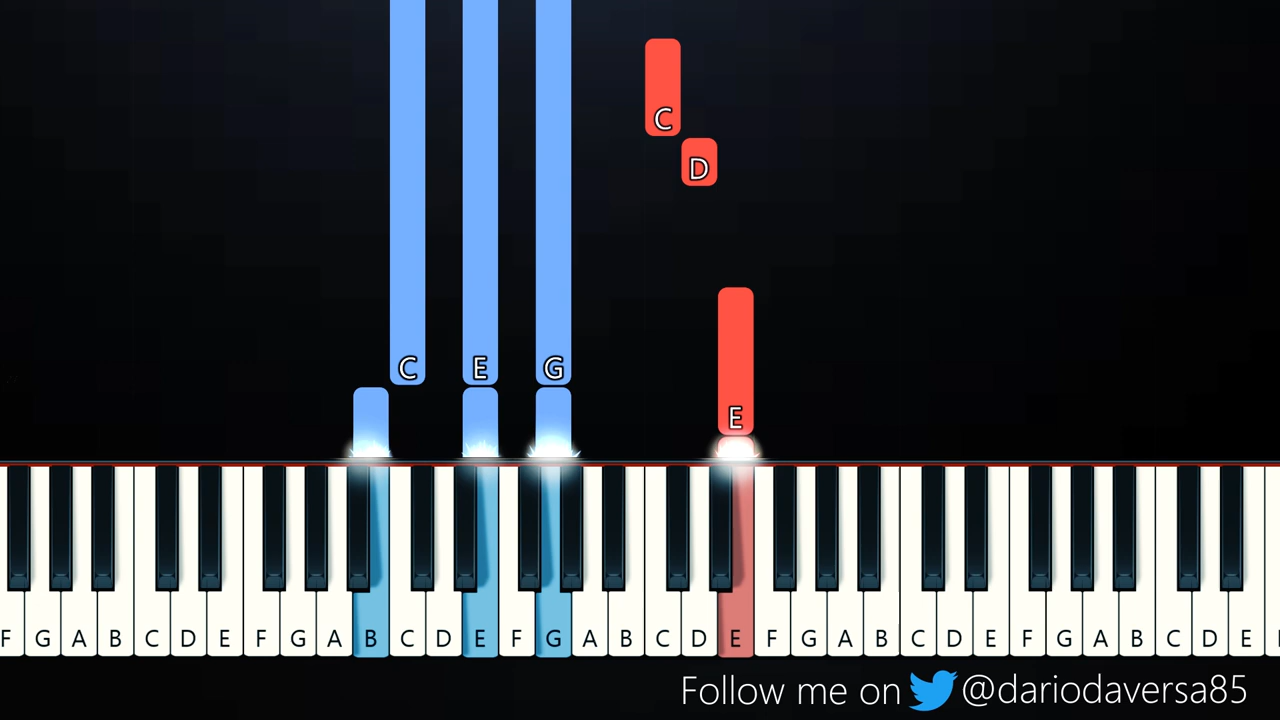 C
D
C E G
E
F G A B C D E F G A B C D E F G A B C D E F G A B C D E F G A B C D E
Follow me on @dariodaversa85